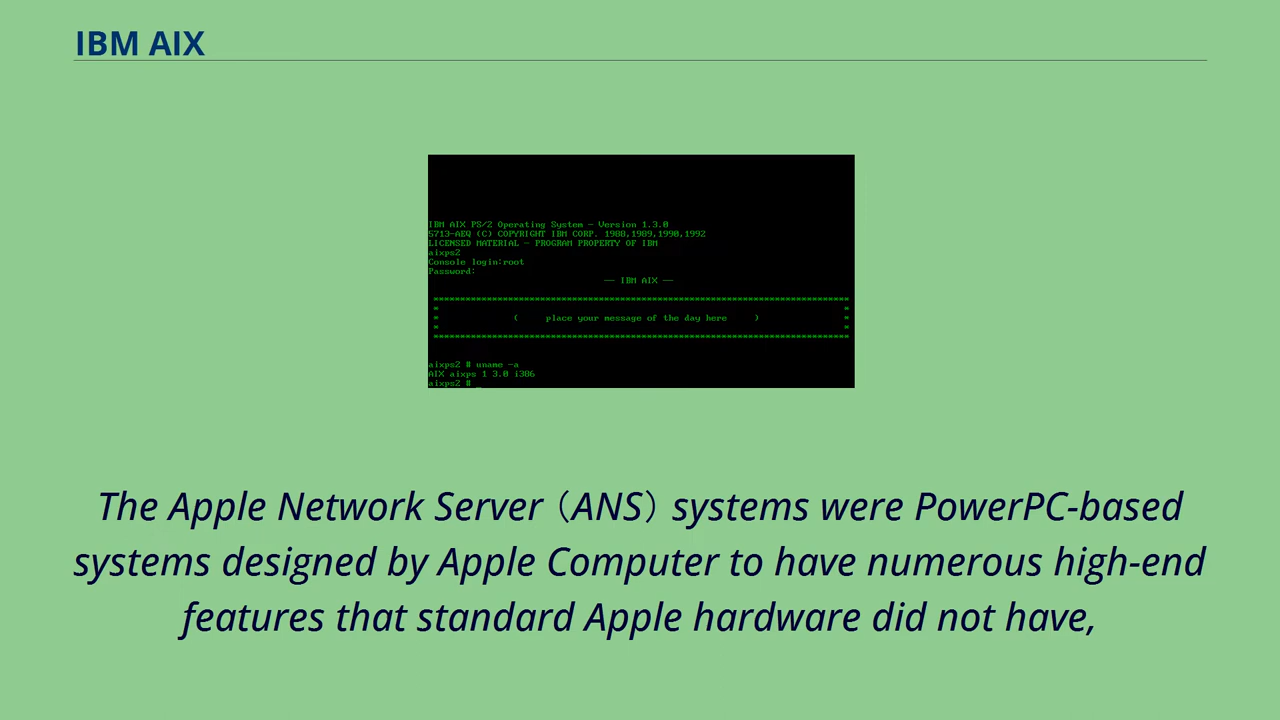 IBM AIX
IBM AIX PS/2 Operating System - Version 1.3.0
5713-AEQ (C) COPYRIGHT IBM CORP. 1988,1989,1990,1992
LICENSED MATERIAL - PROGRAM PROPERTY OF IBM
aixps2
Console login:root
Password:
-- IBM AIX --
*******************************************************************************
* *
* ( place your message of the day here ) *
* *
*******************************************************************************
aixps2 # uname -a
AIX aixps 1 3.0 i386
aixps2 # _
The Apple Network Server (ANS) systems were PowerPC-based
systems designed by Apple Computer to have numerous high-end
features that standard Apple hardware did not have,